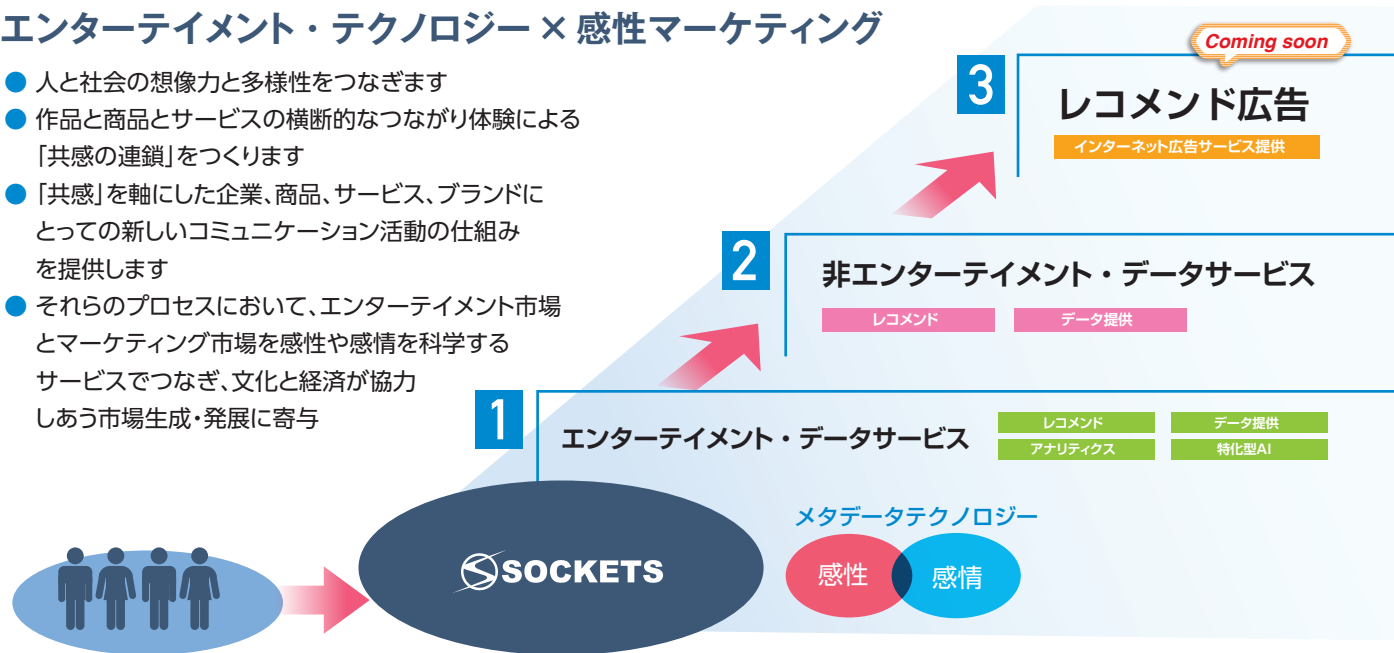 エンターテイメント・テクノロジー×感性マーケティング
● 人と社会の想像力と多様性をつなぎます
● 作品と商品とサービスの横断的なつながり体験による
「共感の連鎖」をつくります
● 「共感」を軸にした企業、商品、サービス、ブランドに
とっての新しいコミュニケーション活動の仕組み
を提供します
● それらのプロセスにおいて、エンターテイメント市場
とマーケティング市場を感性や感情を科学する
サービスでつなぎ、文化と経済が協力
しあう市場生成・発展に寄与
Coming soon
3
レコメンド広告
インターネット広告サービス提供
2
非エンターテイメント・データサービス
レコメンド データ提供
1
エンターテイメント・データサービス
レコメンド データ提供
アナリティクス 特化型AI
SOCKETS
メタデータテクノロジー
感性 感情